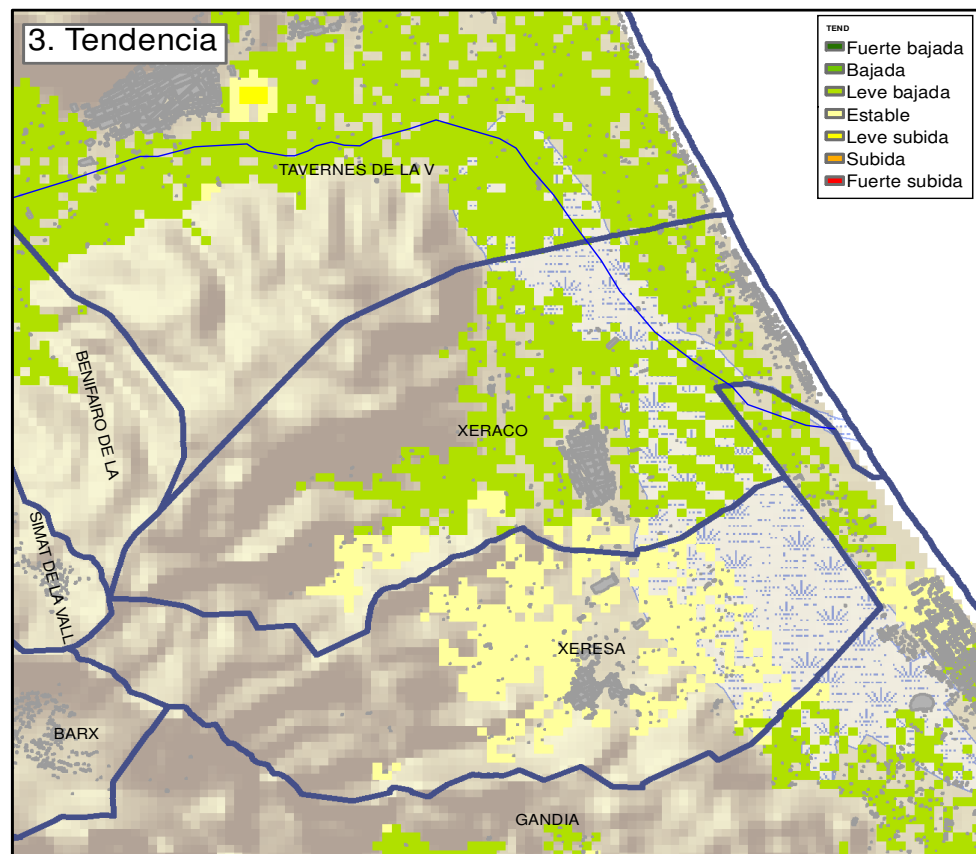 3. Tendencia
TEND
Fuerte bajada
Bajada
Leve bajada
Estable
Leve subida
Subida
Fuerte subida
TAVERNES DE LA V
BENIFAIRO DE LA
XERACO
SIMAT DE LA VALL
XERESA
BARX
GANDIA